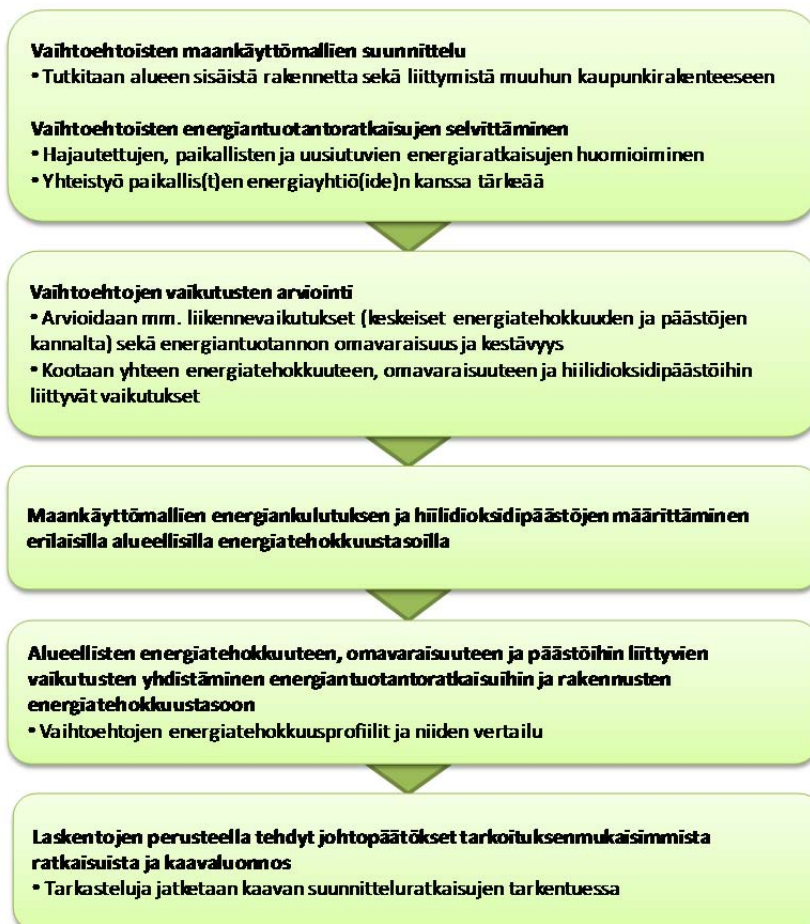 Vaihtoehtoisten maankäyttömallien suunnittelu
• Tutkitaan alueen sisäistä rakennetta sekä liittymistä muuhun kaupunkirakenteeseen
Vaihtoehtoisten energiantuotantoratkaisujen selvittäminen
• Hajautettujen, paikallisten ja uusiutuvien energiaratkaisujen huomioiminen
• Yhteistyö paikallis(t)en energiayhtiö(ide)n kanssa tärkeää
Vaihtoehtojen vaikutusten arviointi
• Arvioidaan mm. liikennevaikutukset (keskeiset energiatehokkuuden ja päästöjen
kannalta) sekä energiantuotannon omavaraisuus ja kestävyys
• Kootaan yhteen energiatehokkuuteen, omavaraisuuteen ja hiilidioksidipäästöihin
liittyvät vaikutukset
Maankäyttömallien energiankulutuksen ja hiilidioksidipäästöjen määrittäminen
erilaisilla alueellisilla energiatehokkuustasoilla
Alueellisten energiatehokkuuteen, omavaraisuuteen ja päästöihin liittyvien
vaikutusten yhdistäminen energiantuotantoratkaisuihin ja rakennusten
energiatehokkuustasoon
• Vaihtoehtojen energiatehokkuusprofiilit ja niiden vertailu
Laskentojen perusteella tehdyt johtopäätökset tarkoituksenmukaisimmista
ratkaisuista ja kaavaluonnos
• Tarkasteluja jatketaan kaavan suunnitteluratkaisujen tarkentuessa